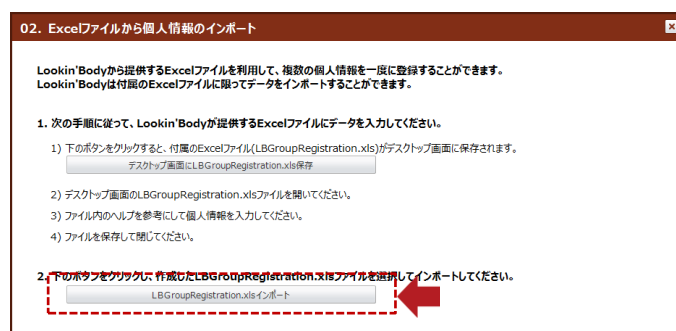 02. Excelファイルから個人情報のインポート
Lookin'Bodyから提供するExcelファイルを利用して、複数の個人情報を一度に登録することができます。
Lookin'Bodyは付属のExcelファイルに限ってデータをインポートすることができます。
1. 次の手順に従って、Lookin'Bodyが提供するExcelファイルにデータを入力してください。
1) 下のボタンをクリックすると、付属のExcelファイル(LBGroupRegistration.xls)がデスクトップ画面に保存されます。
デスクトップ画面にLBGroupRegistration.xls保存
2) デスクトップ画面のLBGroupRegistration.xlsファイルを開いてください。
3) ファイル内のヘルプを参考にして個人情報を入力してください。
4) ファイルを保存して閉じてください。
2. 下のボタンをクリックし、作成したLBGroupRegistration.xlsファイルを選択してインポートしてください。
LBGroupRegistration.xlsインポート